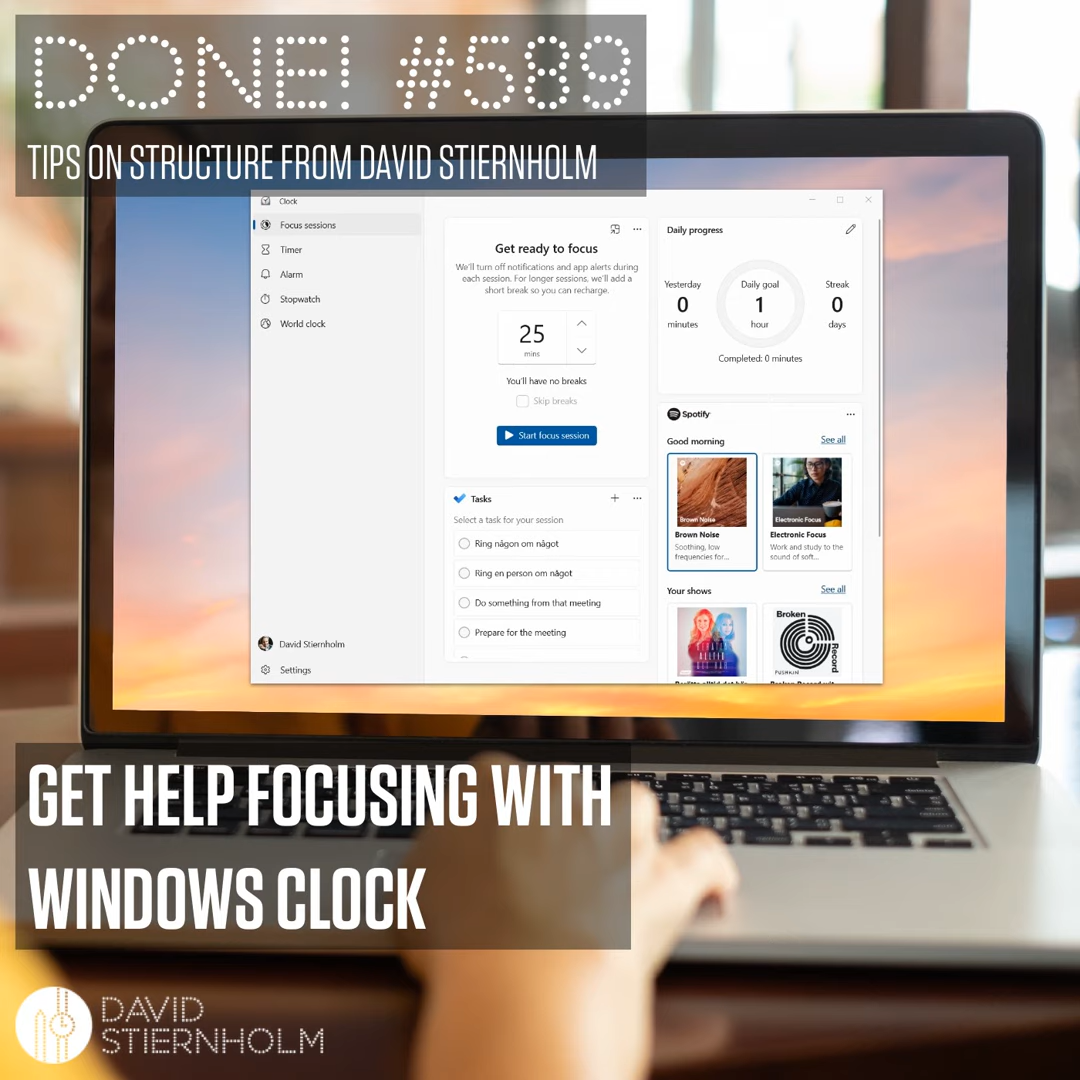 DONE! #589
TIPS ON STRUCTURE FROM DAVID STIERNHOLM
Clock
Focus sessions
Timer
Alarm
Stopwatch
World clock
David Stiernholm
Settings
Get ready to focus
We'll turn off notifications and app alerts during
each session. For longer sessions, we'll add a
short break so you can recharge.
25
mins
You'll have no breaks
Skip breaks
Start focus session
Tasks
Select a task for your session
Ring någon om något
Ring en person om något
Do something from that meeting
Prepare for the meeting
Daily progress
Yesterday
0
minutes
Daily goal
1
hour
Streak
0
days
Completed: 0 minutes
Spotify
Good morning
See all
Brown Noise
Brown Noise
Soothing, low
frequencies for...
Electronic Focus
Electronic Focus
Work and study to the
sound of soft...
Your shows
See all
Broken
Record
PUSHKIN
GET HELP FOCUSING WITH
WINDOWS CLOCK
DAVID
STIERNHOLM